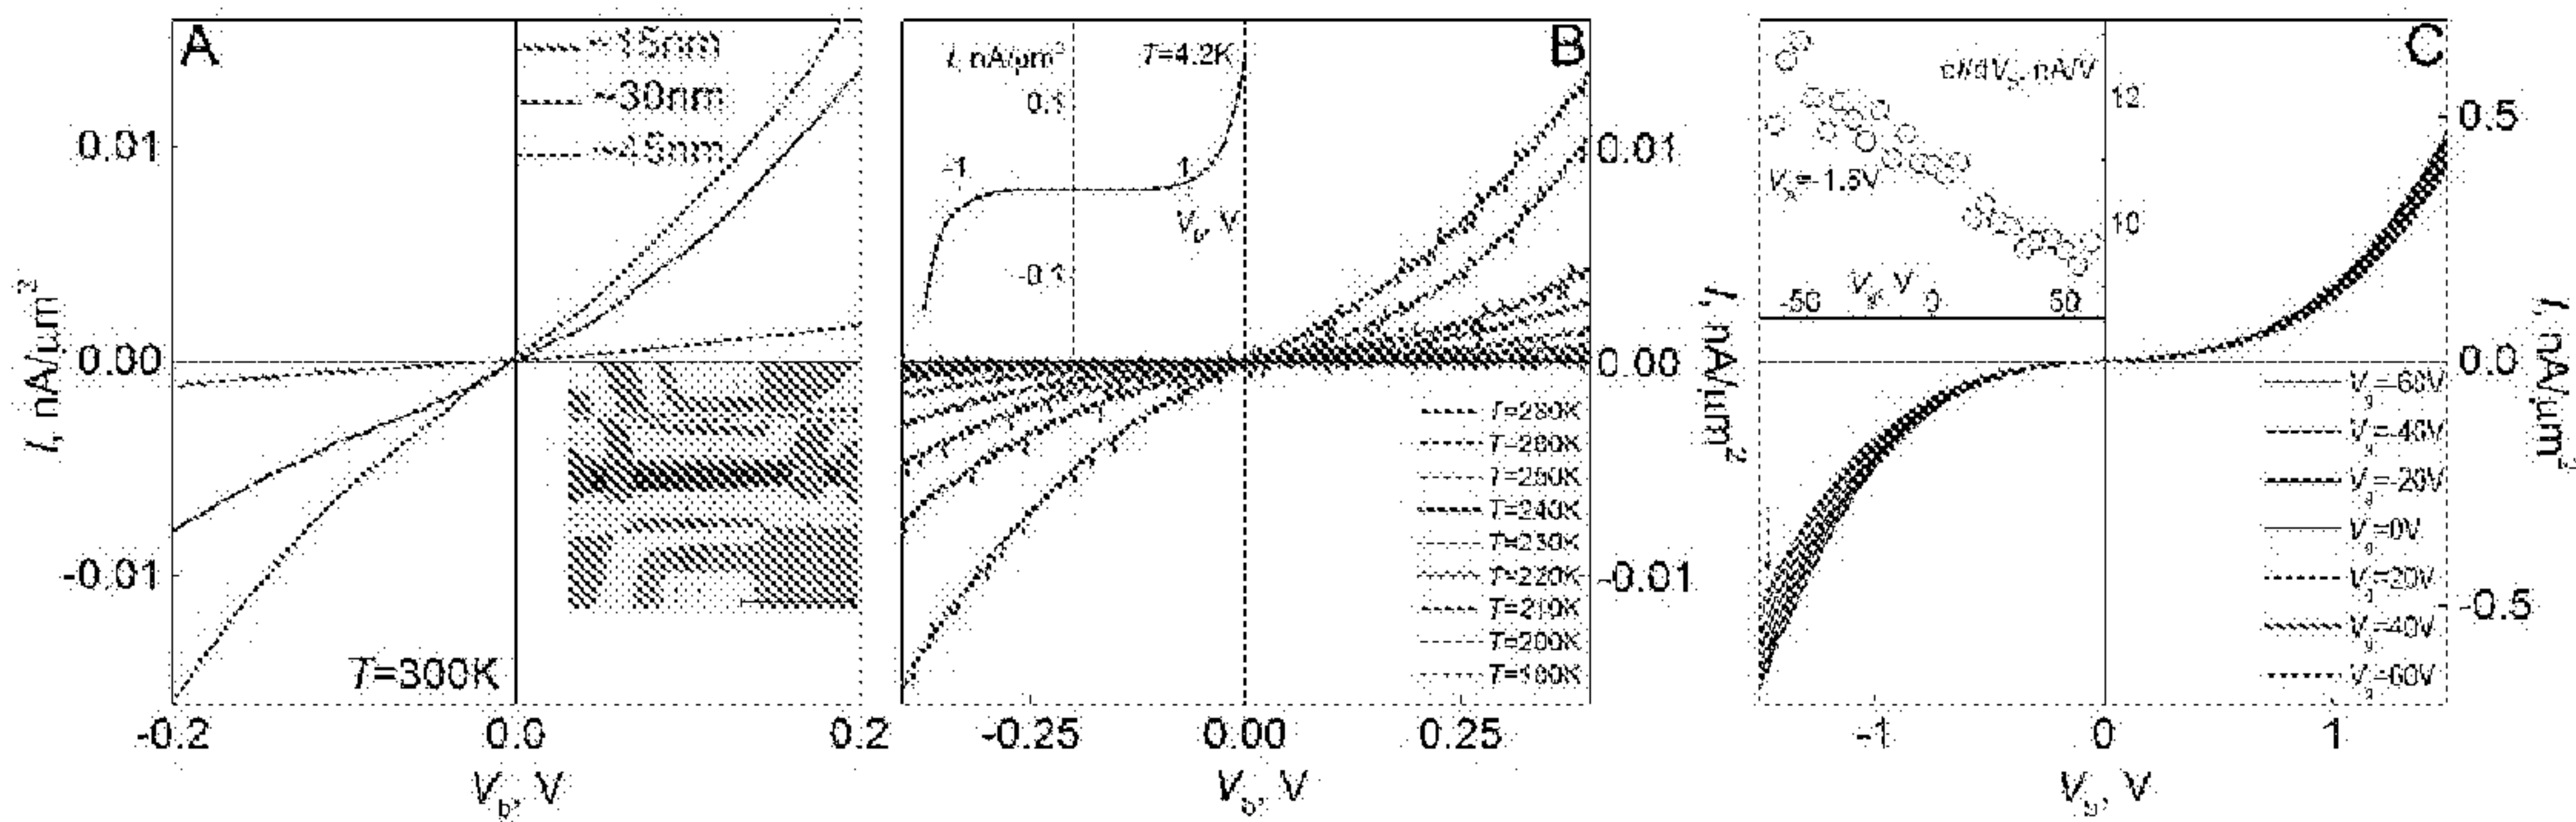 A
~15nm
~30nm
~45nm
0.01
0.00
-0.01
I, nA/μm²
T=300K
-0.2
0.0
0.2
V_b, V
B
I, nA/μm²
T=4.2K
0.1
-1
1
V_b, V
-0.1
0.01
0.00
-0.01
I, nA/μm²
T=240K
T=230K
T=220K
T=210K
T=200K
-0.25
0.00
0.25
V_b, V
C
dI/dV_b, nA/V
12
10
V_g, V
-50
0
50
0.5
0.0
-0.5
I, nA/μm²
V_g=-60V
V_g=-40V
V_g=-20V
V_g=0V
V_g=20V
V_g=40V
V_g=60V
-1
0
1
V_b, V